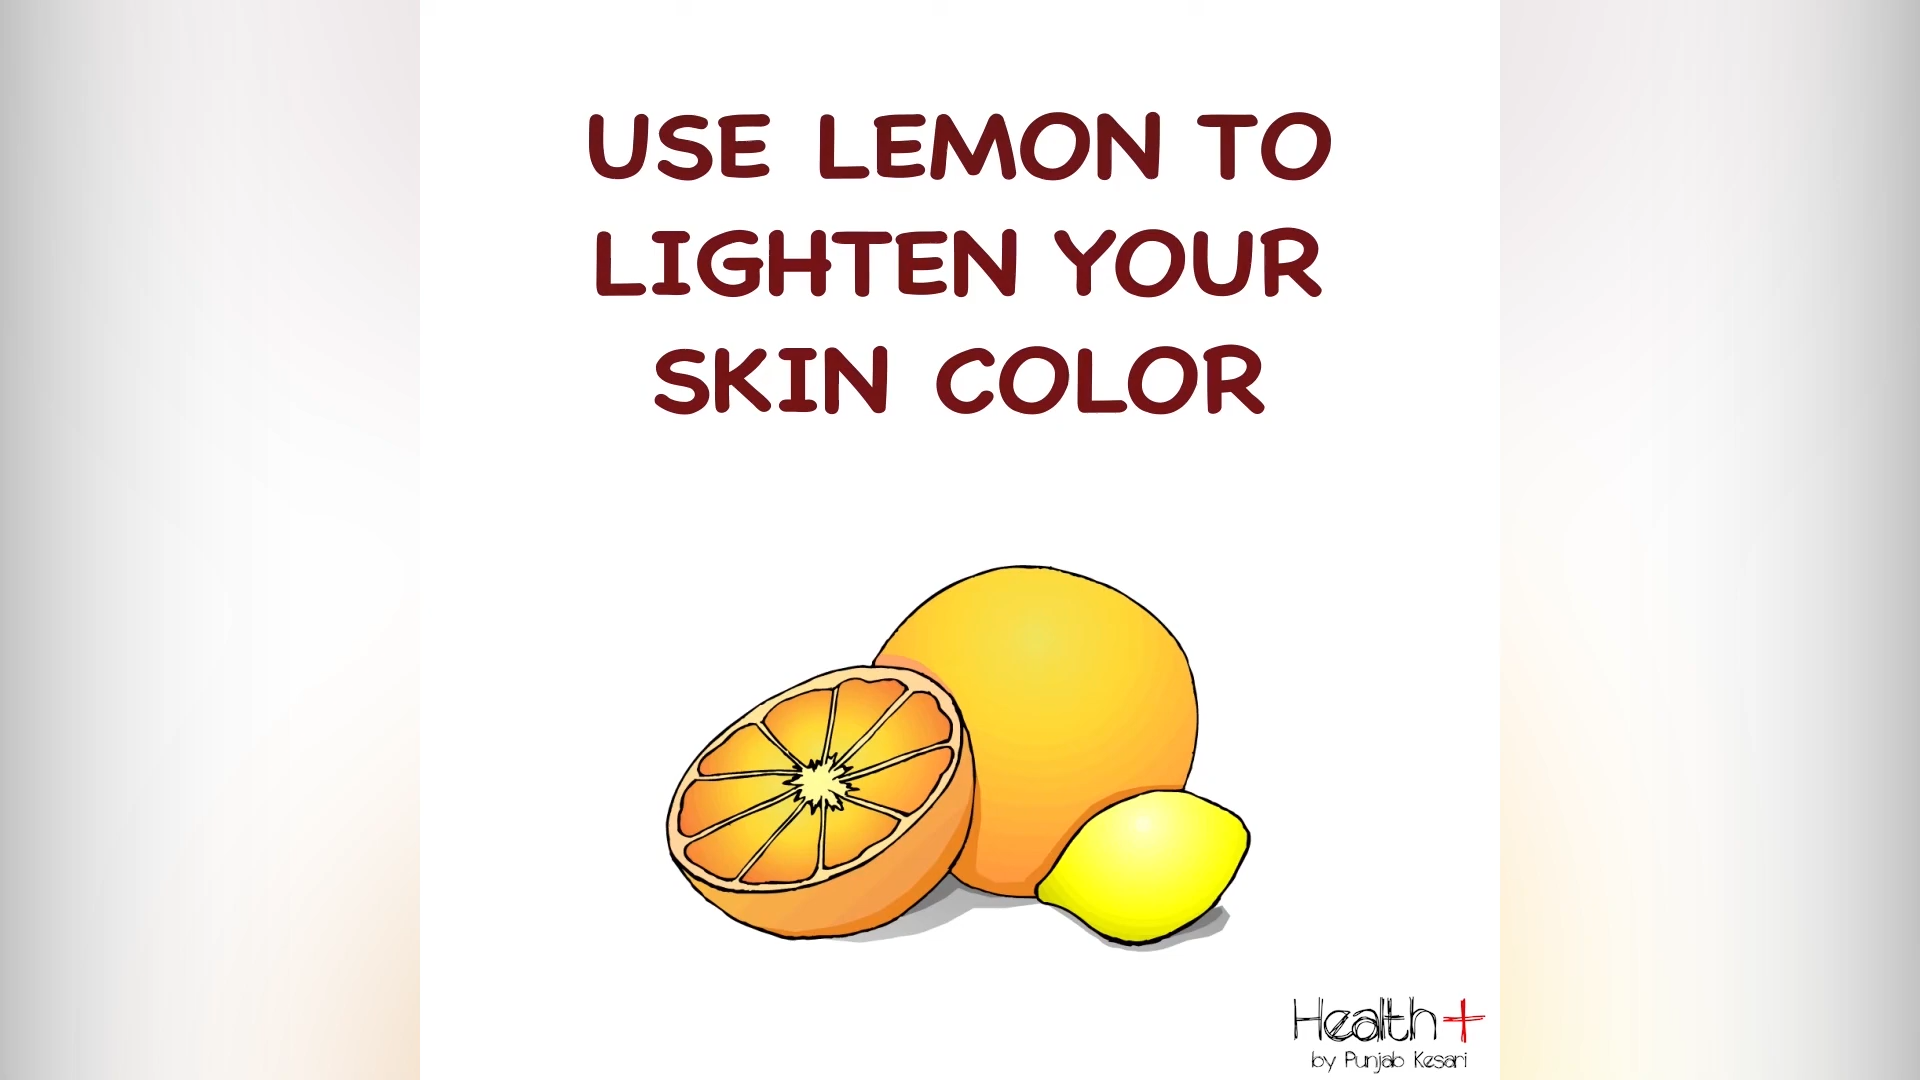 USE LEMON TO
LIGHTEN YOUR
SKIN COLOR
Health+
by Punjab Kesari